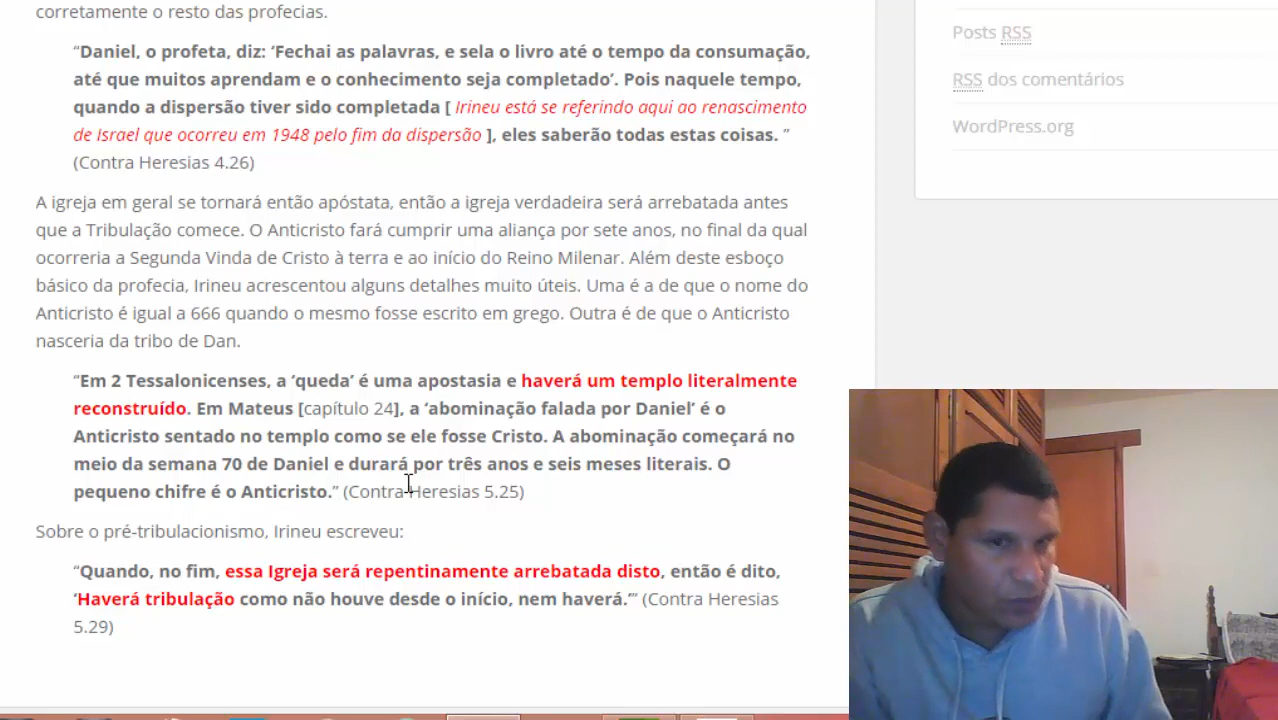 corretamente o resto das profecias.
“Daniel, o profeta, diz: ‘Fechai as palavras, e sela o livro até o tempo da consumação,
até que muitos aprendam e o conhecimento seja completado’. Pois naquele tempo,
quando a dispersão tiver sido completada [ Irineu está se referindo aqui ao renascimento
de Israel que ocorreu em 1948 pelo fim da dispersão ], eles saberão todas estas coisas. ”
(Contra Heresias 4.26)
A igreja em geral se tornará então apóstata, então a igreja verdadeira será arrebatada antes
que a Tribulação comece. O Anticristo fará cumprir uma aliança por sete anos, no final da qual
ocorreria a Segunda Vinda de Cristo à terra e ao início do Reino Milenar. Além deste esboço
básico da profecia, Irineu acrescentou alguns detalhes muito úteis. Uma é a de que o nome do
Anticristo é igual a 666 quando o mesmo fosse escrito em grego. Outra é de que o Anticristo
nasceria da tribo de Dan.
“Em 2 Tessalonicenses, a ‘queda’ é uma apostasia e haverá um templo literalmente
reconstruído. Em Mateus [capítulo 24], a ‘abominação falada por Daniel’ é o
Anticristo sentado no templo como se ele fosse Cristo. A abominação começará no
meio da semana 70 de Daniel e durará por três anos e seis meses literais. O
pequeno chifre é o Anticristo.” (Contra Heresias 5.25)
Sobre o pré-tribulacionismo, Irineu escreveu:
“Quando, no fim, essa Igreja será repentinamente arrebatada disto, então é dito,
‘Haverá tribulação como não houve desde o início, nem haverá.’” (Contra Heresias
5.29)
Posts RSS
RSS dos comentários
WordPress.org